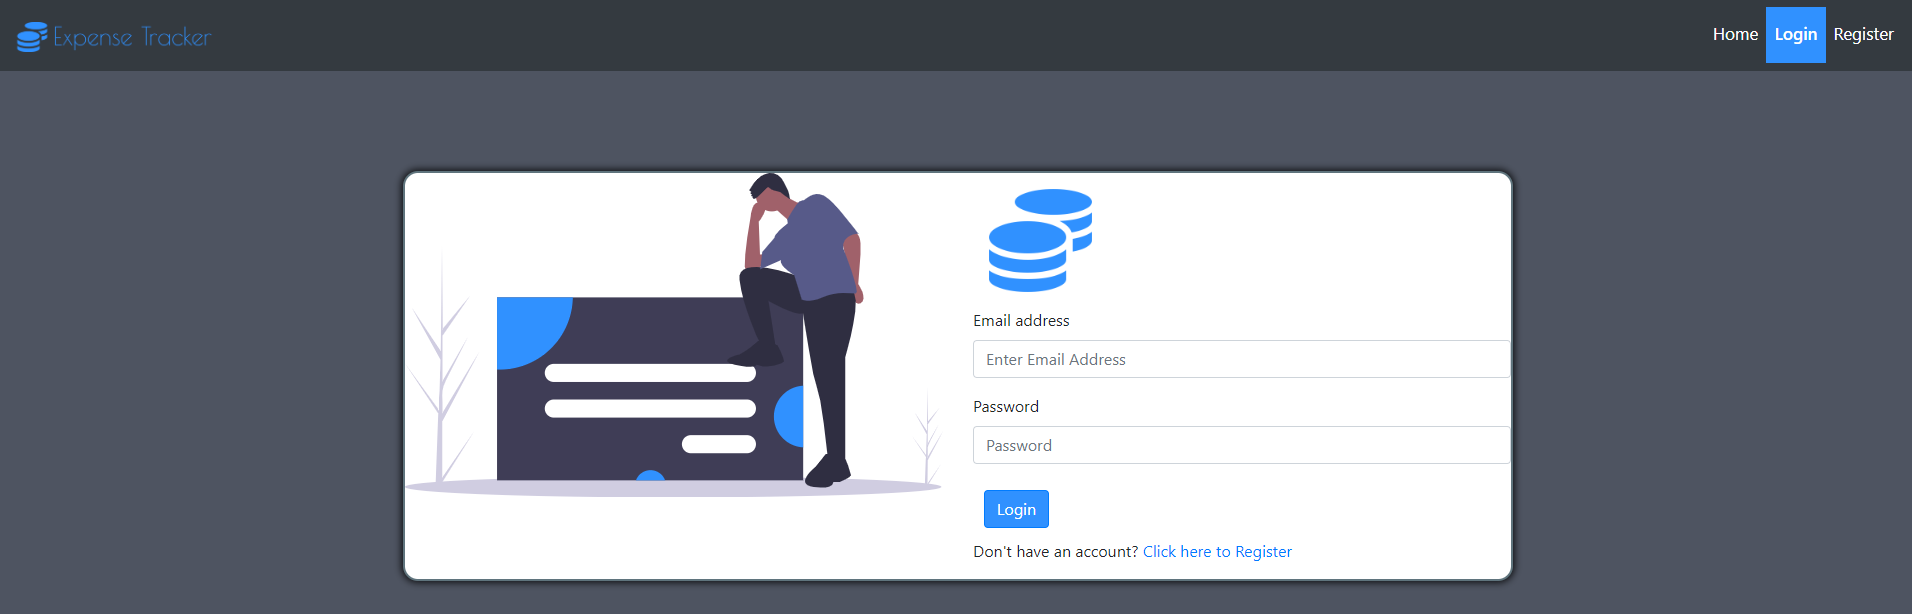 Expense Tracker
Home Login Register
Email address
Enter Email Address
Password
Password
Login
Don't have an account? Click here to Register